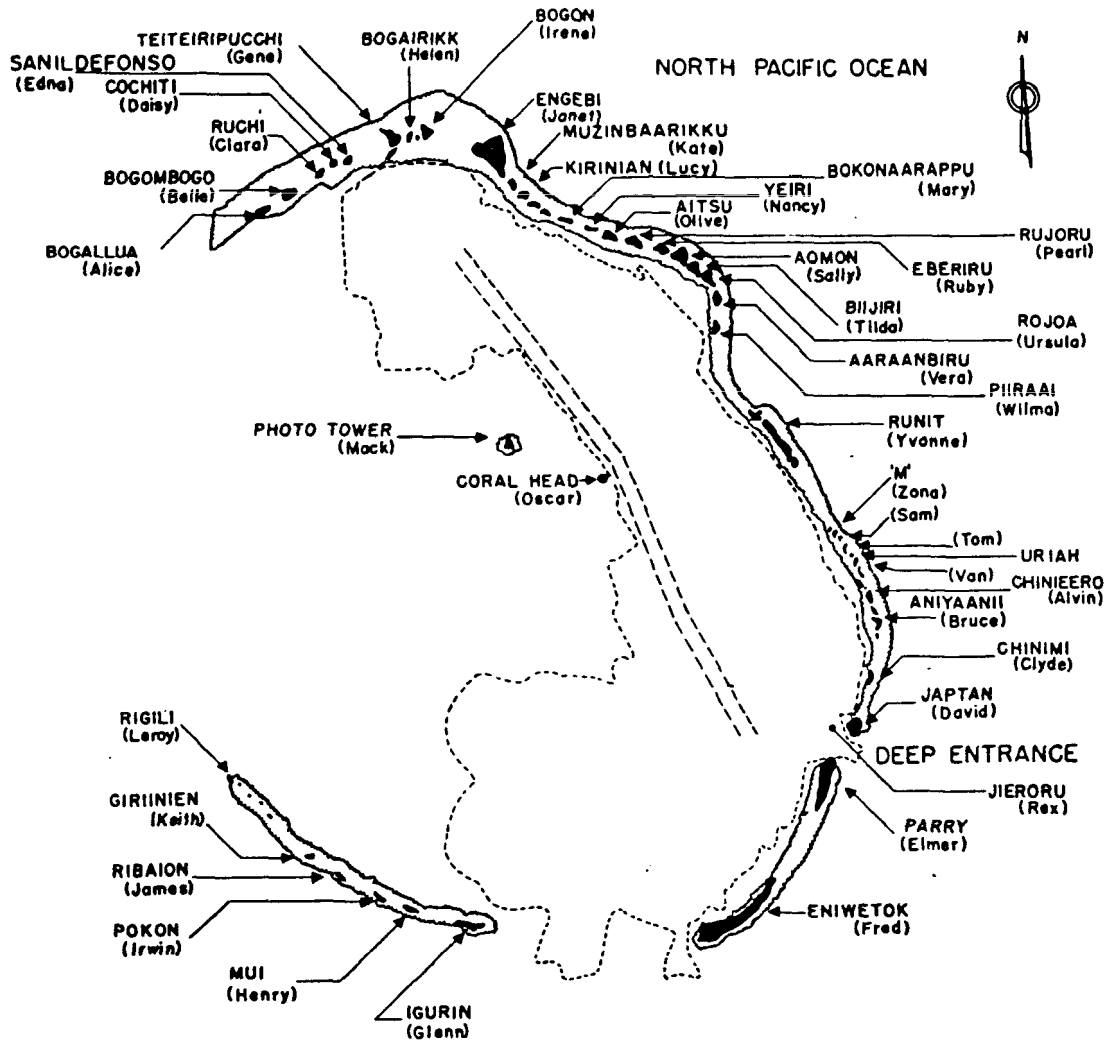 BOGON
(Irene)
TEITEIRIPUCCHI
(Gene)
BOGAIRIKK
(Helen)
N
SANILDEFONSO
(Edna)
NORTH PACIFIC OCEAN
COCHITI
(Daisy)
ENGEBI
(Janet)
RUCHI
(Clara)
MUZINBAARIKKU
(Kate)
KIRINIAN (Lucy)
BOKONAARAPPU
(Mary)
BOGOMBOGO
(Belle)
YEIRI
(Nancy)
AITSU
(Olive)
BOGALLUA
(Alice)
RUJORU
(Pearl)
AOMON
(Sally)
EBERIRU
(Ruby)
BIIJIRI
(Tilda)
ROJOA
(Ursula)
AARAANBIRU
(Vera)
PIIRAAI
(Wilma)
PHOTO TOWER
(Mack)
RUNIT
(Yvonne)
CORAL HEAD
(Oscar)
'M'
(Zona)
(Sam)
(Tom)
URIAH
(Van)
CHINIEERO
(Alvin)
ANIYAANII
(Bruce)
CHINIMI
(Clyde)
JAPTAN
(David)
RIGILI
(Leroy)
DEEP ENTRANCE
JIERORU
(Rex)
GIRIINIEN
(Keith)
PARRY
(Elmer)
RIBAION
(James)
ENIWETOK
(Fred)
POKON
(Irwin)
MUI
(Henry)
IGURIN
(Glenn)